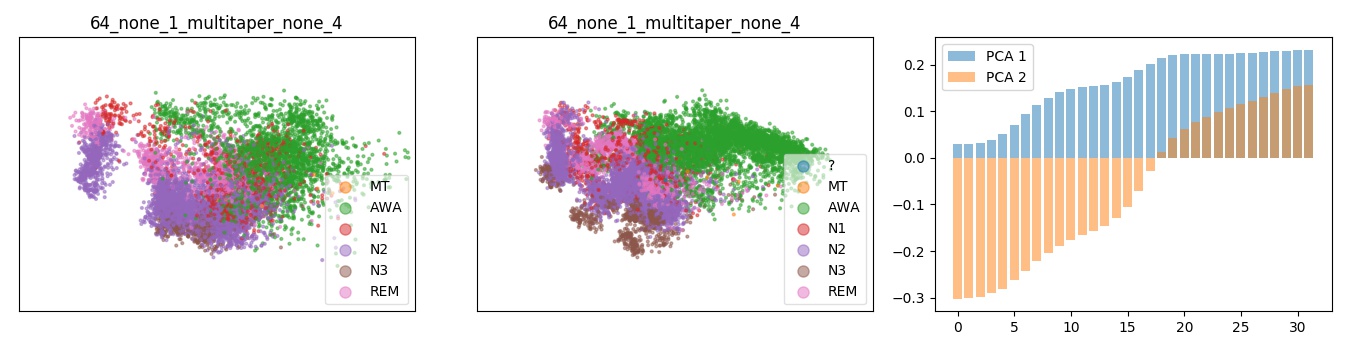 64_none_1_multitaper_none_4
MT
AWA
N1
N2
N3
REM
64_none_1_multitaper_none_4
?
MT
AWA
N1
N2
N3
REM
PCA 1
PCA 2
0.2
0.1
0.0
−0.1
−0.2
−0.3
0 5 10 15 20 25 30